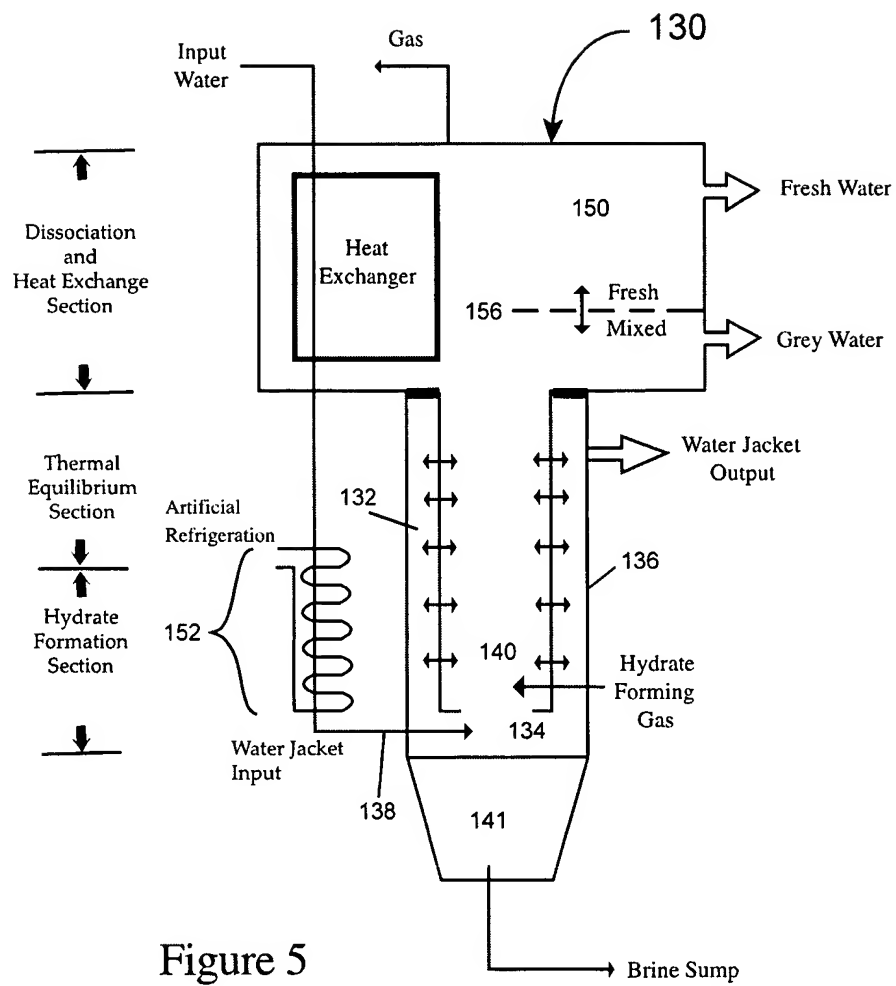 Input
Water
Gas
130
Dissociation
and
Heat Exchange
Section
Heat
Exchanger
150
Fresh Water
156
Fresh
Mixed
Grey Water
Thermal
Equilibrium
Section
Water Jacket
Output
Artificial
Refrigeration
132
136
Hydrate
Formation
Section
152
140
Hydrate
Forming
Gas
134
Water Jacket
Input
138
141
Figure 5
Brine Sump